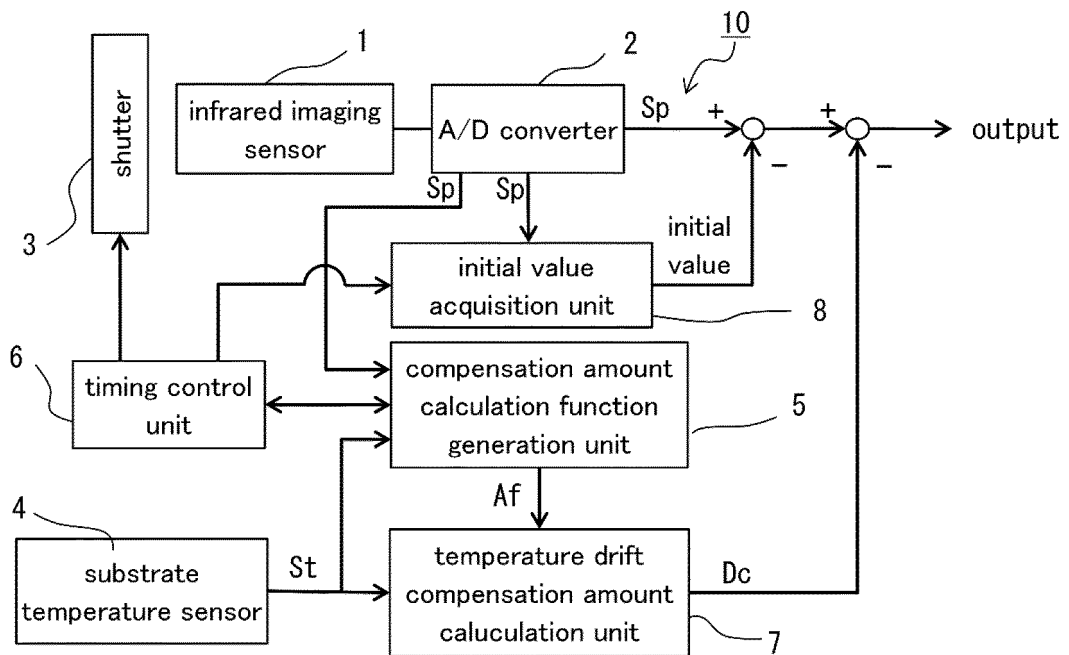 1
2
10
shutter
infrared imaging
sensor
A/D converter
Sp
+
+
output
-
-
3
Sp
Sp
initial
value
initial value
acquisition unit
8
6
timing control
unit
compensation amount
calculation function
generation unit
5
4
Af
substrate
temperature sensor
St
temperature drift
compensation amount
caluculation unit
Dc
7